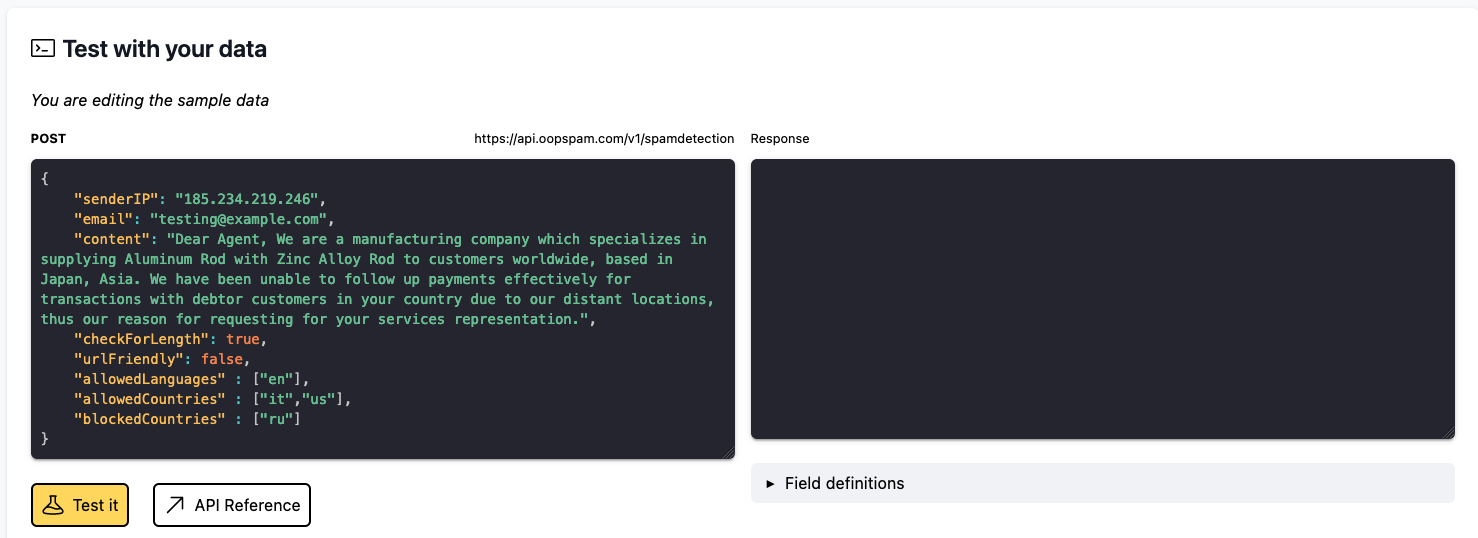 Test with your data
You are editing the sample data
POST
https://api.oopspam.com/v1/spamdetection
{
    "senderIP": "185.234.219.246",
    "email": "testing@example.com",
    "content": "Dear Agent, We are a manufacturing company which specializes in
supplying Aluminum Rod with Zinc Alloy Rod to customers worldwide, based in
Japan, Asia. We have been unable to follow up payments effectively for
transactions with debtor customers in your country due to our distant locations,
thus our reason for requesting for your services representation.",
    "checkForLength": true,
    "urlFriendly": false,
    "allowedLanguages" : ["en"],
    "allowedCountries" : ["it","us"],
    "blockedCountries" : ["ru"]
}
Test it
API Reference
Response
Field definitions